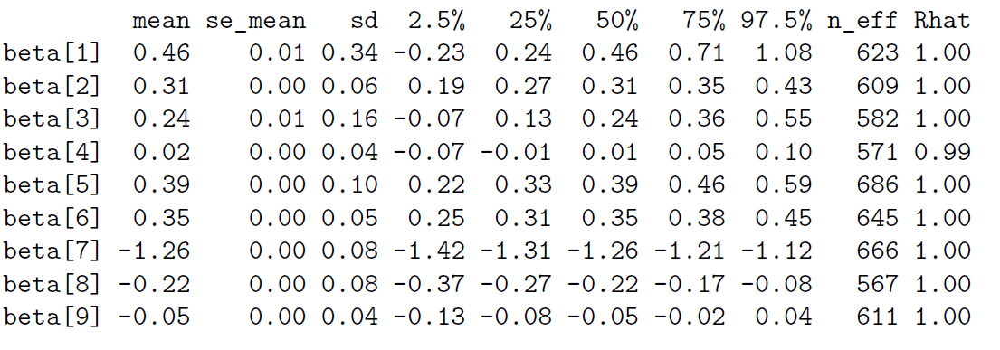 mean se_mean sd 2.5% 25% 50% 75% 97.5% n_eff Rhat
beta[1] 0.46 0.01 0.34 -0.23 0.24 0.46 0.71 1.08 623 1.00
beta[2] 0.31 0.00 0.06 0.19 0.27 0.31 0.35 0.43 609 1.00
beta[3] 0.24 0.01 0.16 -0.07 0.13 0.24 0.36 0.55 582 1.00
beta[4] 0.02 0.00 0.04 -0.07 -0.01 0.01 0.05 0.10 571 0.99
beta[5] 0.39 0.00 0.10 0.22 0.33 0.39 0.46 0.59 686 1.00
beta[6] 0.35 0.00 0.05 0.25 0.31 0.35 0.38 0.45 645 1.00
beta[7] -1.26 0.00 0.08 -1.42 -1.31 -1.26 -1.21 -1.12 666 1.00
beta[8] -0.22 0.00 0.08 -0.37 -0.27 -0.22 -0.17 -0.08 567 1.00
beta[9] -0.05 0.00 0.04 -0.13 -0.08 -0.05 -0.02 0.04 611 1.00